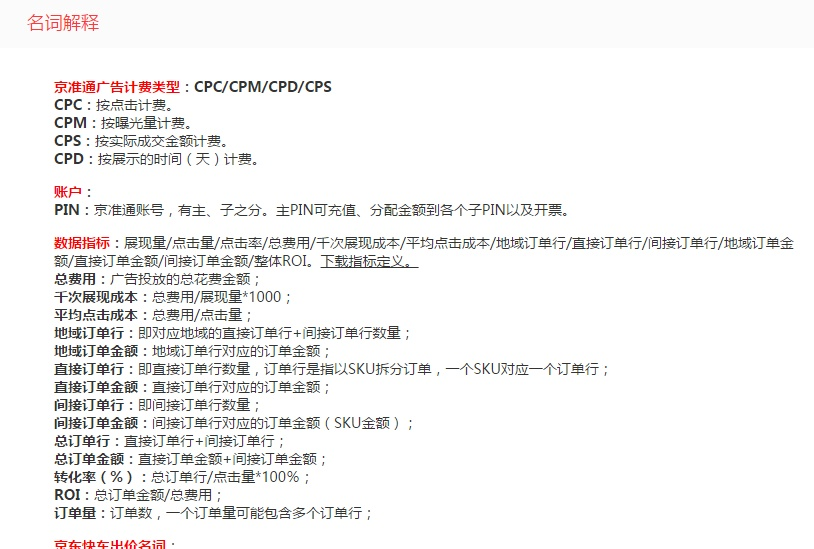 名词解释
京准通广告计费类型：CPC/CPM/CPD/CPS
CPC：按点击计费。
CPM：按曝光量计费。
CPS：按实际成交金额计费。
CPD：按展示的时间（天）计费。
账户：
PIN：京准通账号，有主、子之分。主PIN可充值、分配金额到各个子PIN以及开票。
数据指标：展现量/点击量/点击率/总费用/千次展现成本/平均点击成本/地域订单行/直接订单行/间接订单行/地域订单金
额/直接订单金额/间接订单金额/整体ROI。下载指标定义。
总费用：广告投放的总花费金额；
千次展现成本：总费用/展现量*1000；
平均点击成本：总费用/点击量；
地域订单行：即对应地域的直接订单行+间接订单行数量；
地域订单金额：地域订单行对应的订单金额；
直接订单行：即直接订单行数量，订单行是指以SKU拆分订单，一个SKU对应一个订单行；
直接订单金额：直接订单行对应的订单金额；
间接订单行：即间接订单行数量；
间接订单金额：间接订单行对应的订单金额（SKU金额）；
总订单行：直接订单行+间接订单行；
总订单金额：直接订单金额+间接订单金额；
转化率（%）：总订单行/点击量*100%；
ROI：总订单金额/总费用；
订单量：订单数，一个订单量可能包含多个订单行；
京东快车出价名词：